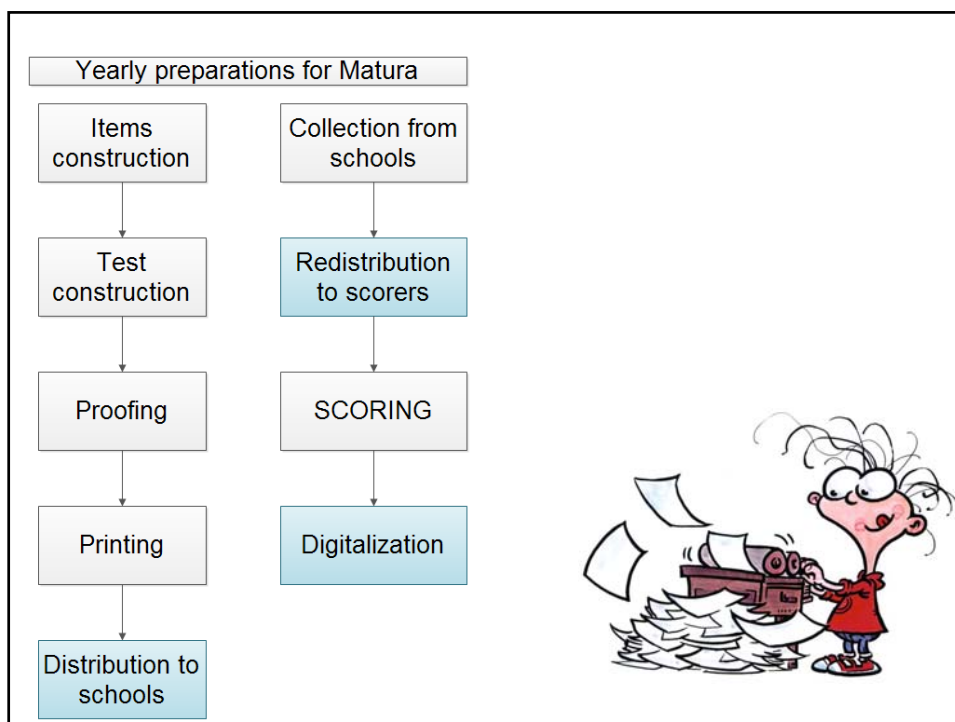 Yearly preparations for Matura
Items
construction
Test
construction
Proofing
Printing
Distribution to
schools
Collection from
schools
Redistribution
to scorers
SCORING
Digitalization